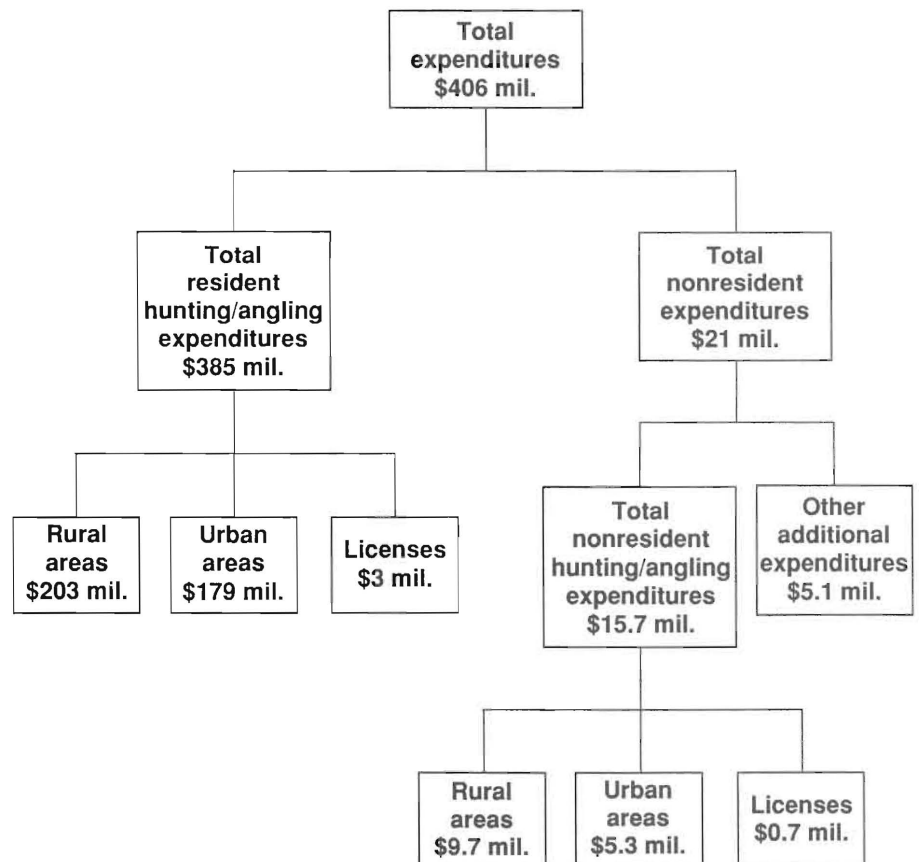 Total
expenditures
$406 mil.
Total
resident
hunting/angling
expenditures
$385 mil.
Total
nonresident
expenditures
$21 mil.
Rural
areas
$203 mil.
Urban
areas
$179 mil.
Licenses
$3 mil.
Total
nonresident
hunting/angling
expenditures
$15.7 mil.
Other
additional
expenditures
$5.1 mil.
Rural
areas
$9.7 mil.
Urban
areas
$5.3 mil.
Licenses
$0.7 mil.